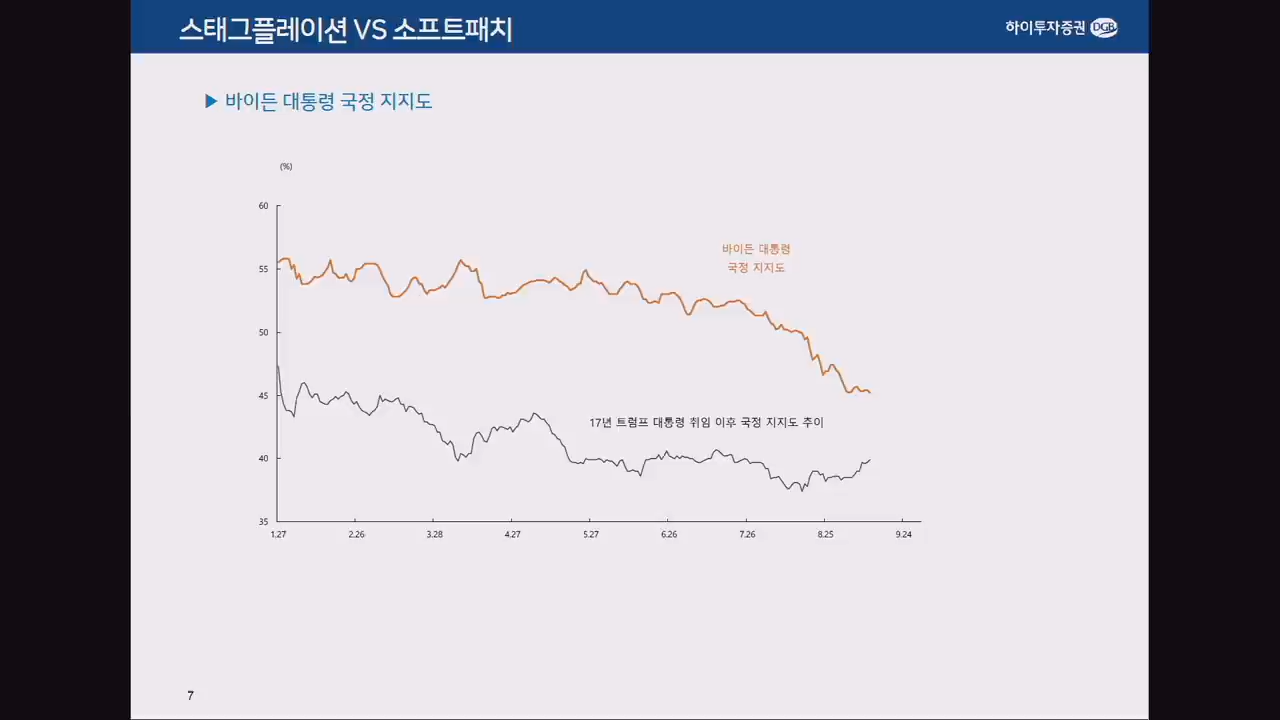 스태그플레이션 VS 소프트패치
하이투자증권 DGB
▶ 바이든 대통령 국정 지지도
(%)
60
55
50
45
40
35
바이든 대통령
국정 지지도
17년 트럼프 대통령 취임 이후 국정 지지도 추이
1.27 2.26 3.28 4.27 5.27 6.26 7.26 8.25 9.24
7